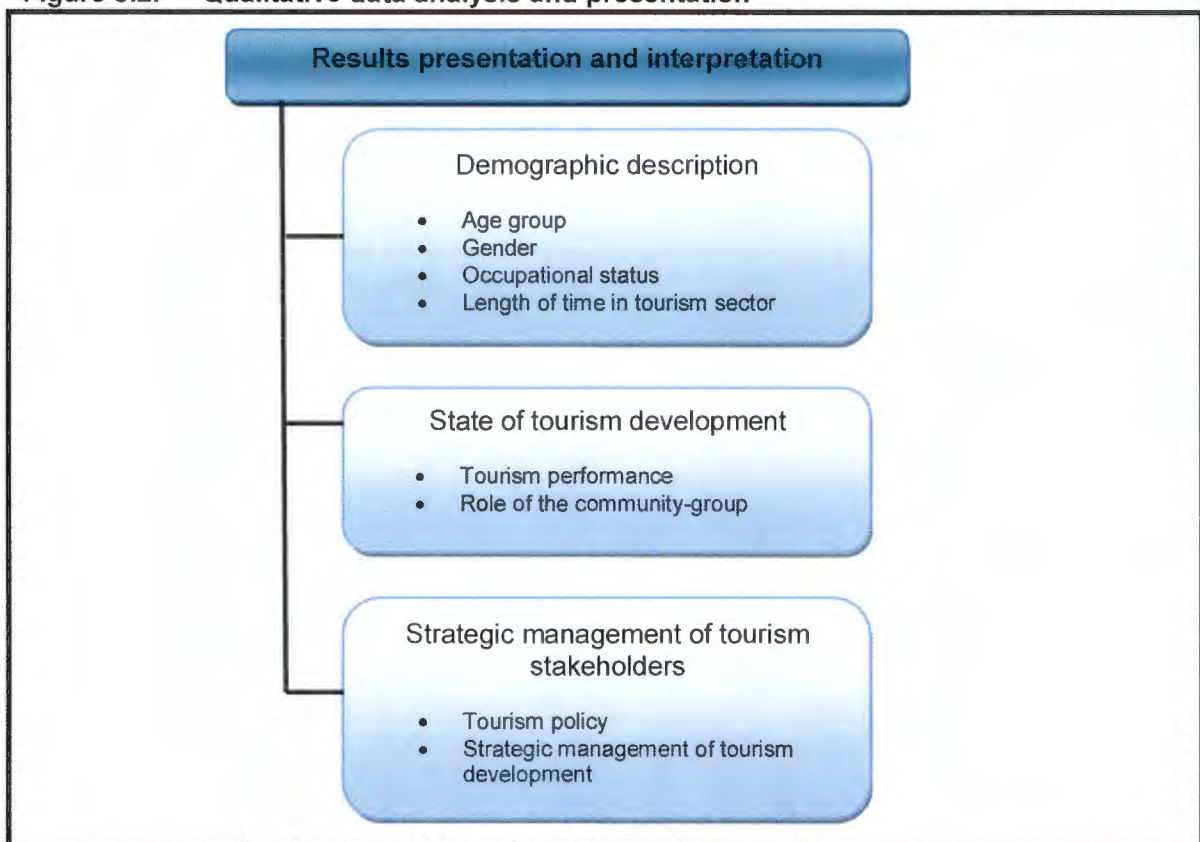 Qualitative data analysis and presentation
Results presentation and interpretation
Demographic description
• Age group
• Gender
• Occupational status
• Length of time in tourism sector
State of tourism development
• Tourism performance
• Role of the community-group
Strategic management of tourism
stakeholders
• Tourism policy
• Strategic management of tourism
development